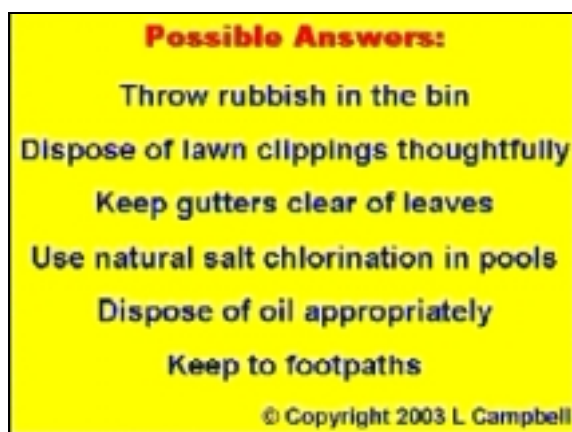 Possible Answers:
Throw rubbish in the bin
Dispose of lawn clippings thoughtfully
Keep gutters clear of leaves
Use natural salt chlorination in pools
Dispose of oil appropriately
Keep to footpaths
© Copyright 2003 L Campbell